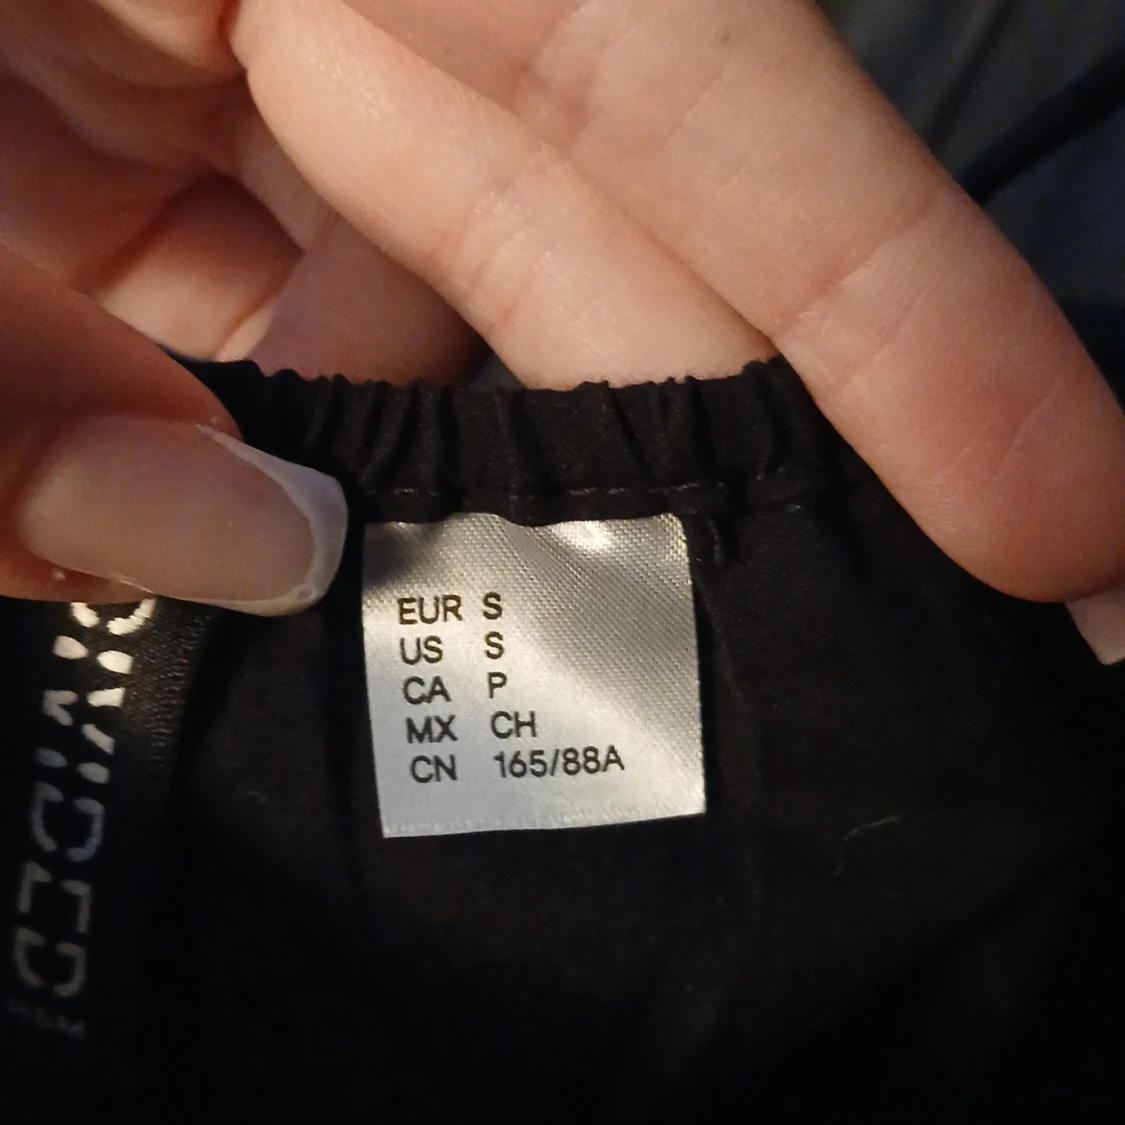 EUR S
US S
CA P
MX CH
CN 165/88A
H&M